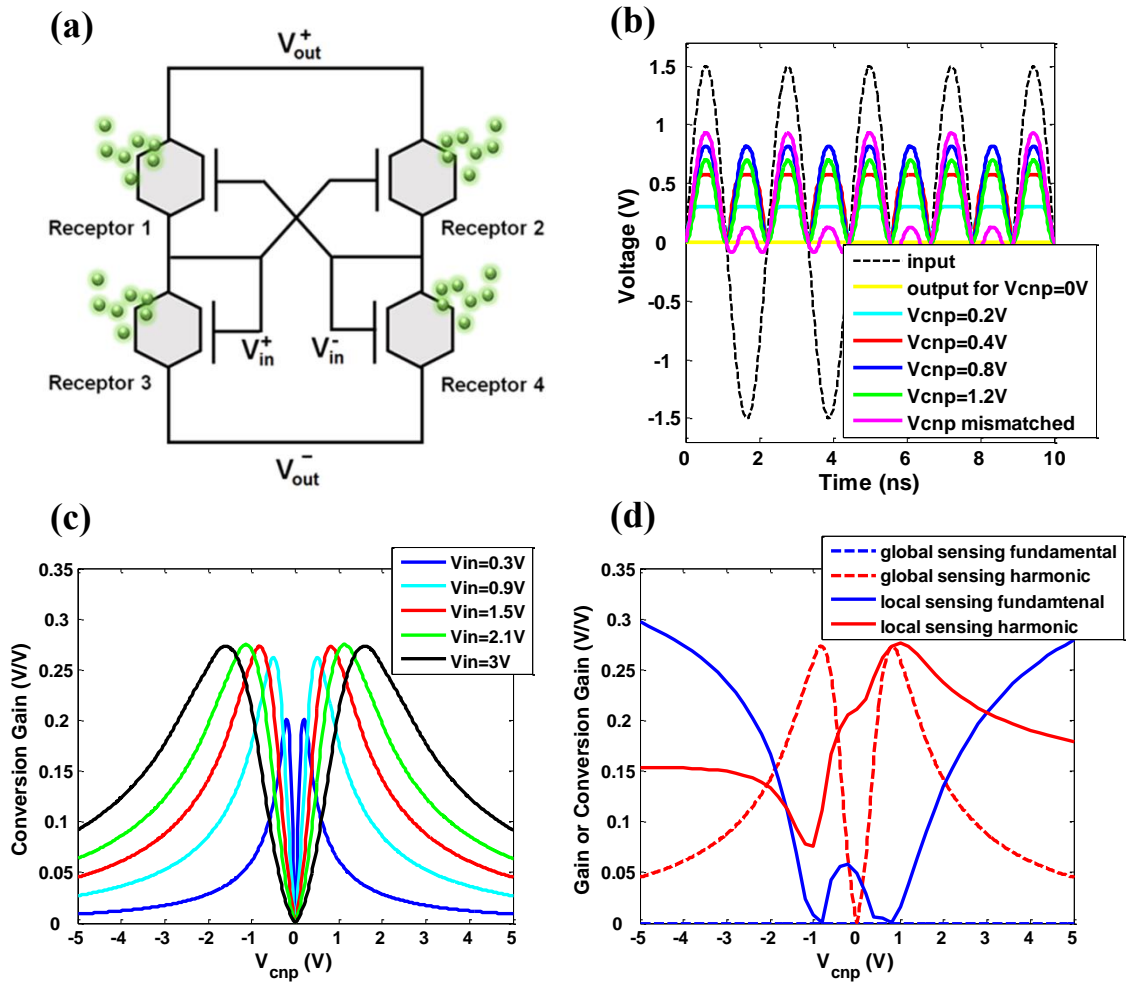 (a)
V+out
Receptor 1
Receptor 2
V+in
V-in
Receptor 3
Receptor 4
V-out
(b)
Voltage (V)
1.5
1
0.5
0
-0.5
-1
-1.5
input
output for Vcnp=0V
Vcnp=0.2V
Vcnp=0.4V
Vcnp=0.8V
Vcnp=1.2V
Vcnp mismatched
0 2 4 6 8 10
Time (ns)
(c)
Conversion Gain (V/V)
0.35
0.3
0.25
0.2
0.15
0.1
0.05
0
Vin=0.3V
Vin=0.9V
Vin=1.5V
Vin=2.1V
Vin=3V
-5 -4 -3 -2 -1 0 1 2 3 4 5
Vcnp (V)
(d)
Gain or Conversion Gain (V/V)
0.35
0.3
0.25
0.2
0.15
0.1
0.05
0
global sensing fundamental
global sensing harmonic
local sensing fundamtenal
local sensing harmonic
-5 -4 -3 -2 -1 0 1 2 3 4 5
Vcnp (V)